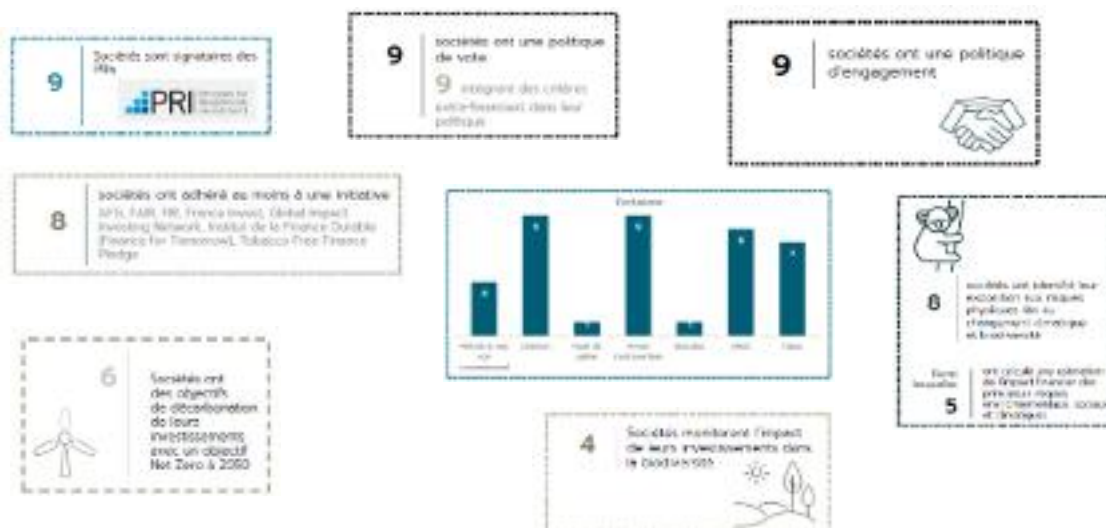 9
Sociétés sont signataires des
PRI
9
sociétés ont une politique
de vote
9 intègrent des critères
extra-financiers dans leur
politique
9
sociétés ont une politique
d'engagement
8
sociétés ont adhéré au moins à une initiative
FAIR, FIR, France Invest, Global Impact
Investing Network, Institut de la Finance Durable
(Finance for Tomorrow), Tobacco Free Finance
Pledge
Exclusions
9
9
8
sociétés ont identifié leur
exposition aux risques
physiques liés au
changement climatique
et biodiversité
5
ont calculé une estimation
de l'impact financier des
principaux risques
environnementaux, sociaux
et climatiques
6
Sociétés ont
des objectifs
de décarbonation
de leurs
investissements
avec un objectif
Net Zero à 2050
4
Sociétés monitorent l'impact
de leurs investissements dans
la biodiversité